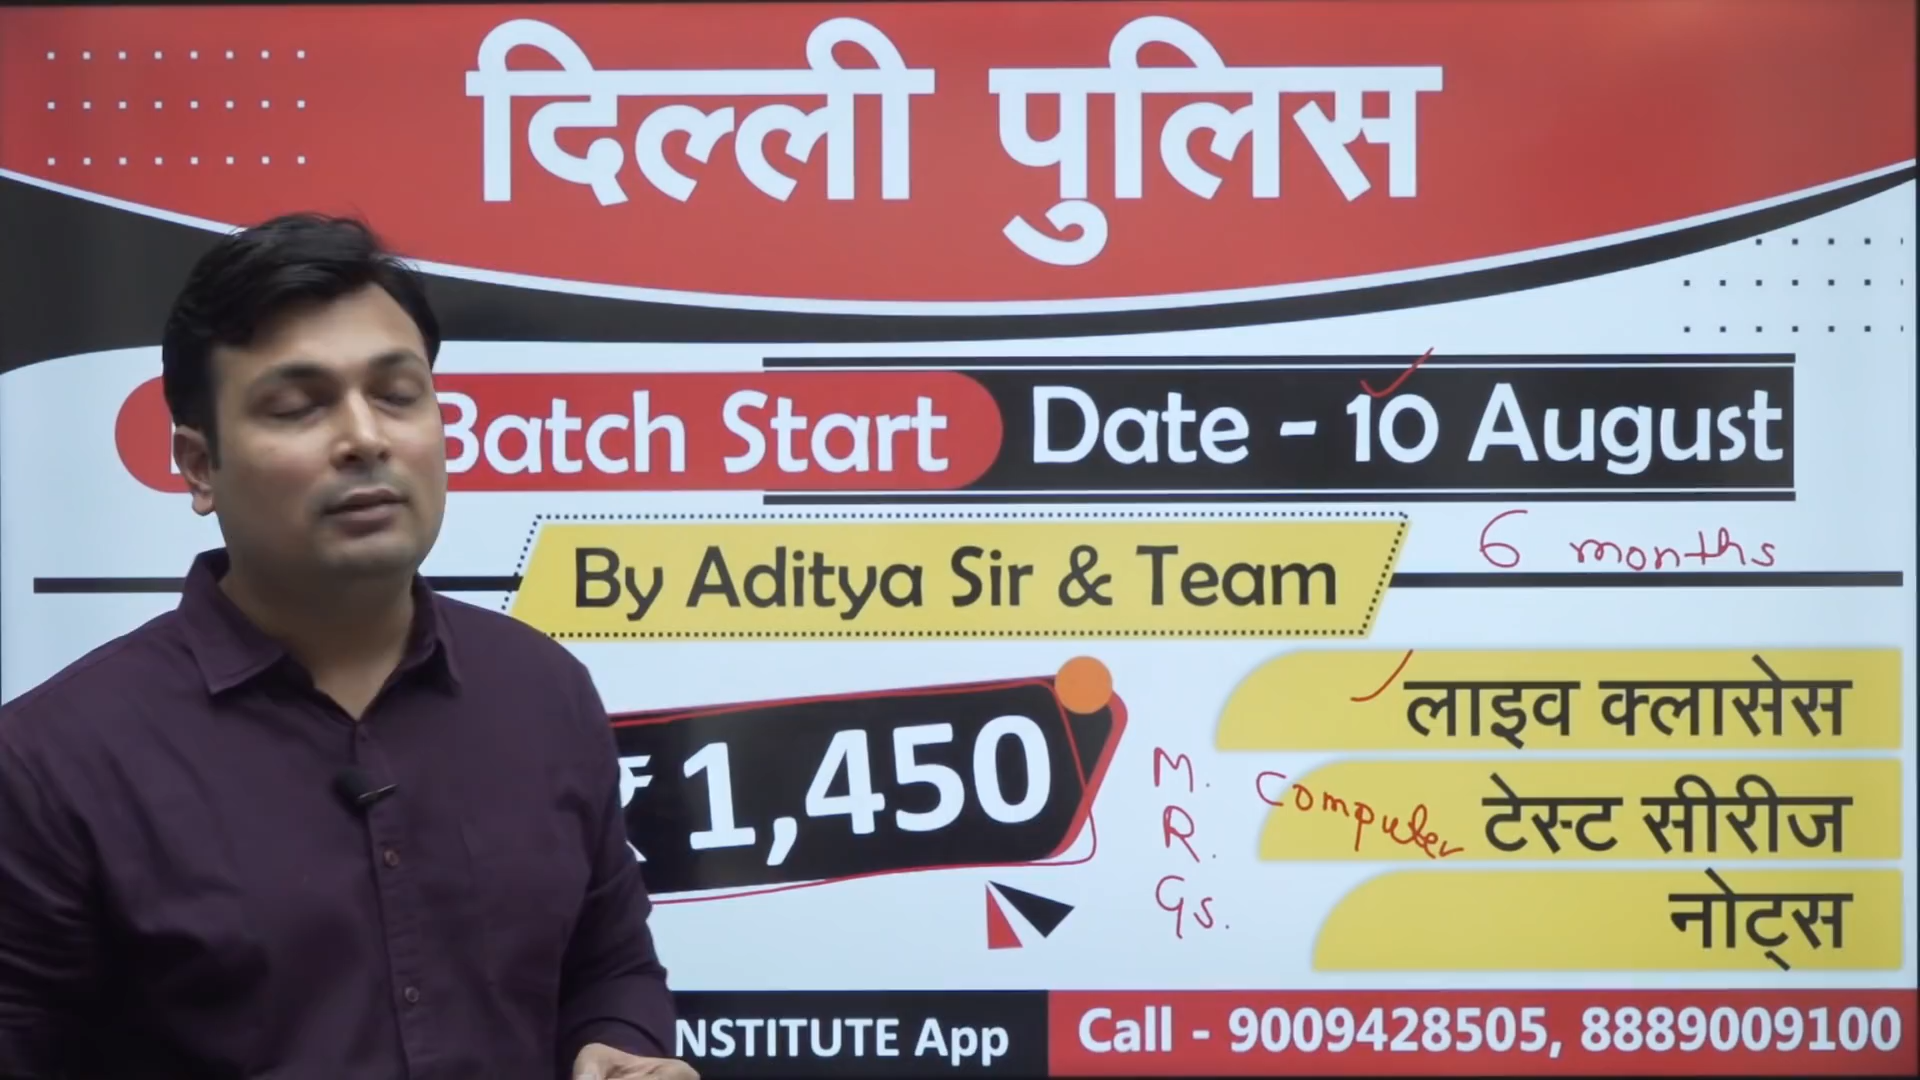 दिल्ली पुलिस
Batch Start Date - 10 August
6 months
By Aditya Sir & Team
लाइव क्लासेस
₹ 1,450
M. Computer
R.
Gs.
टेस्ट सीरीज
नोट्स
NSTITUTE App
Call - 9009428505, 8889009100